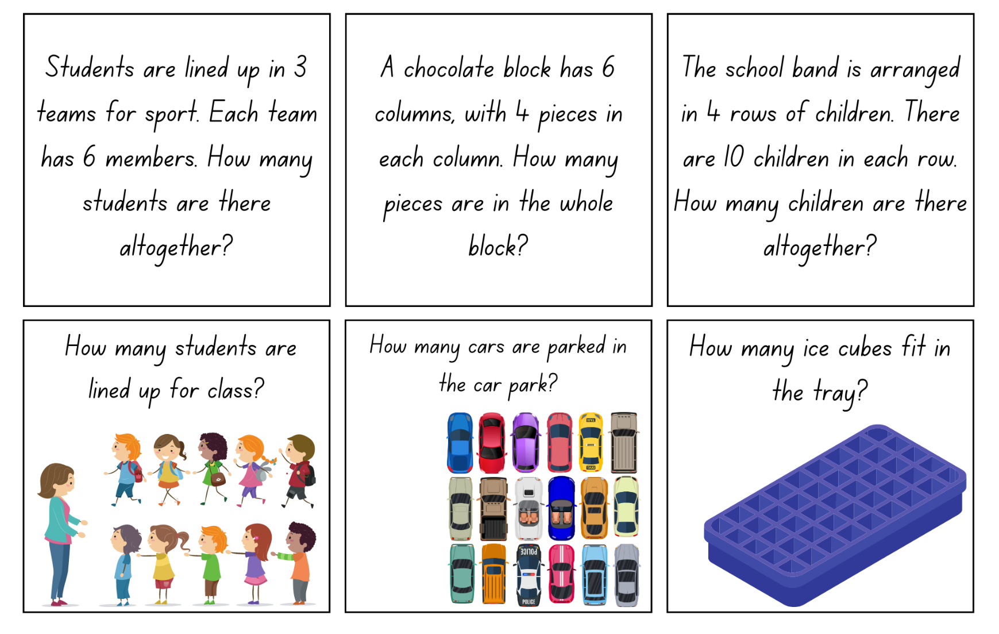 Students are lined up in 3
teams for sport. Each team
has 6 members. How many
students are there
altogether?
A chocolate block has 6
columns, with 4 pieces in
each column. How many
pieces are in the whole
block?
The school band is arranged
in 4 rows of children. There
are 10 children in each row.
How many children are there
altogether?
How many students are
lined up for class?
How many cars are parked in
the car park?
TAXI
TAXI
POLICE
POLICE
How many ice cubes fit in
the tray?